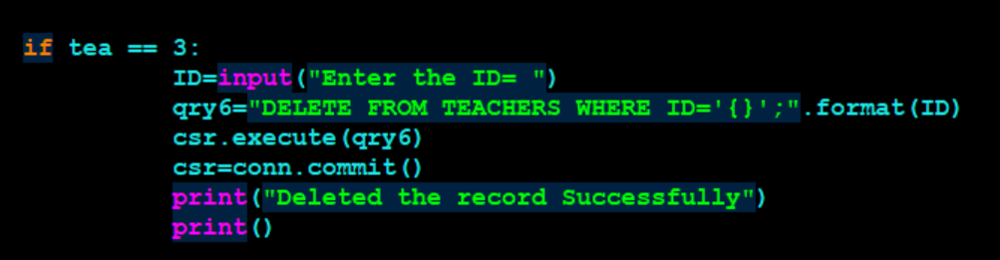 if tea == 3:
ID=input("Enter the ID= ")
qry6="DELETE FROM TEACHERS WHERE ID='{}';".format(ID)
csr.execute(qry6)
csr=conn.commit()
print("Deleted the record Successfully")
print()